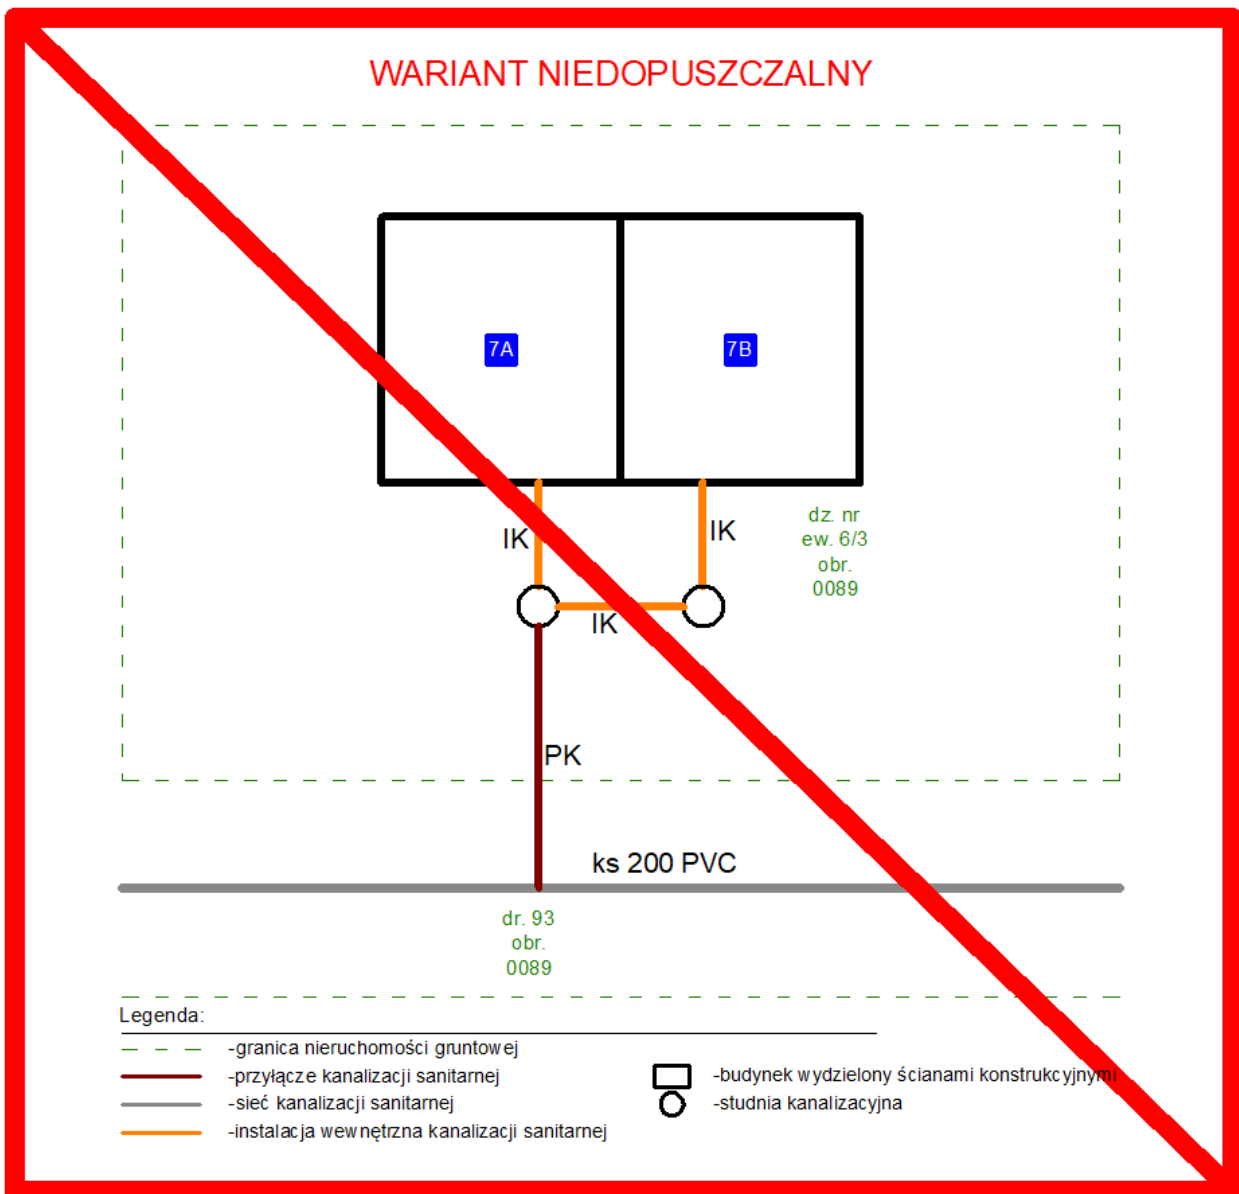 WARIANT NIEDOPUSZCZALNY
7A
7B
dz. nr
ew. 6/3
obr.
0089
IK
IK
IK
PK
ks 200 PVC
dr. 93
obr.
0089
Legenda:
-granica nieruchomości gruntowej
-przyłącze kanalizacji sanitarnej
-sieć kanalizacji sanitarnej
-instalacja wewnętrzna kanalizacji sanitarnej
-budynek wydzielony ścianami konstrukcyjnymi
-studnia kanalizacyjna